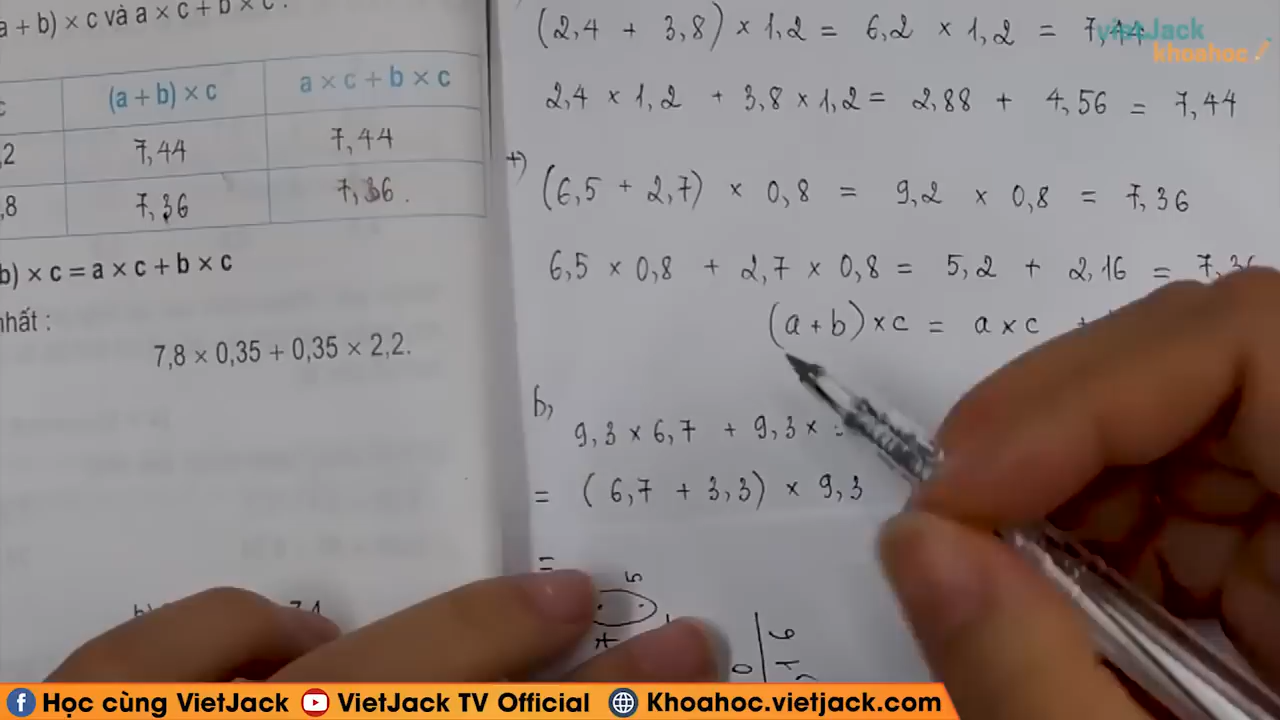 a + b) × c và a × c + b × c .
c
(a + b) × c
a × c + b × c
,2
7,44
7,44
,8
7,36
7,36 .
b) × c = a × c + b × c
nhất :
7,8 × 0,35 + 0,35 × 2,2.
(2,4 + 3,8) × 1,2 = 6,2 × 1,2 = 7,44
2,4 × 1,2 + 3,8 × 1,2 = 2,88 + 4,56 = 7,44
+) (6,5 + 2,7) × 0,8 = 9,2 × 0,8 = 7,36
6,5 × 0,8 + 2,7 × 0,8 = 5,2 + 2,16 = 7,36
(a + b) × c = a × c +
b,
9,3 × 6,7 + 9,3 ×
= (6,7 + 3,3) × 9,3
=
vietJack
khoahoc
Học cùng VietJack
VietJack TV Official
Khoahoc.vietjack.com